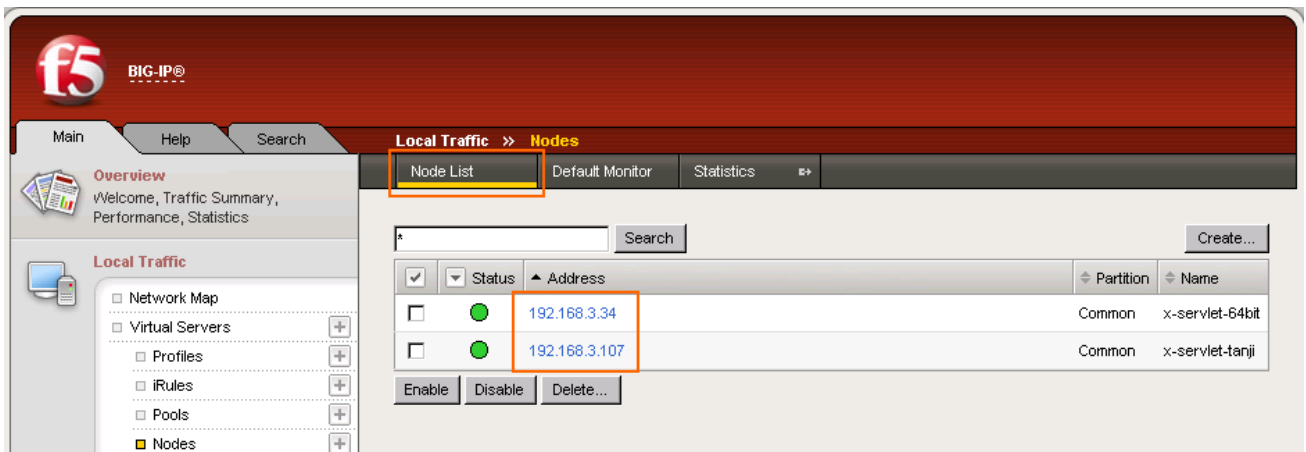 f5
BIG-IP®
Main Help Search
Local Traffic » Nodes
Node List Default Monitor Statistics
Overview
Welcome, Traffic Summary,
Performance, Statistics
* Search Create...
Local Traffic
Status Address Partition Name
Network Map
192.168.3.34 Common x-servlet-64bit
Virtual Servers
Profiles
192.168.3.107 Common x-servlet-tanji
iRules
Enable Disable Delete...
Pools
Nodes